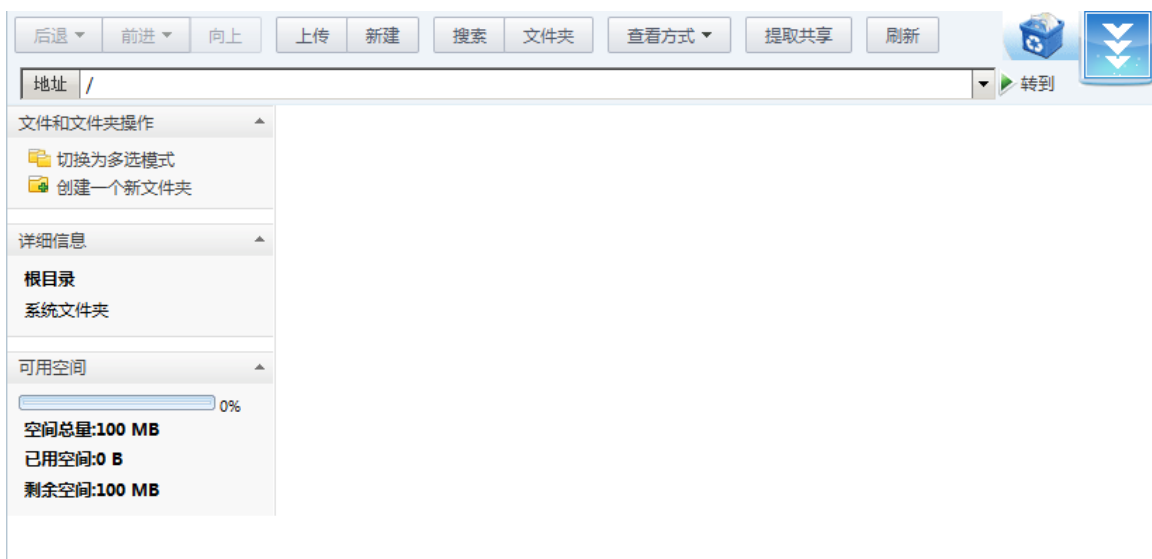 后退 前进 向上 上传 新建 搜索 文件夹 查看方式 提取共享 刷新
地址 / 转到
文件和文件夹操作
切换为多选模式
创建一个新文件夹
详细信息
根目录
系统文件夹
可用空间
0%
空间总量:100 MB
已用空间:0 B
剩余空间:100 MB